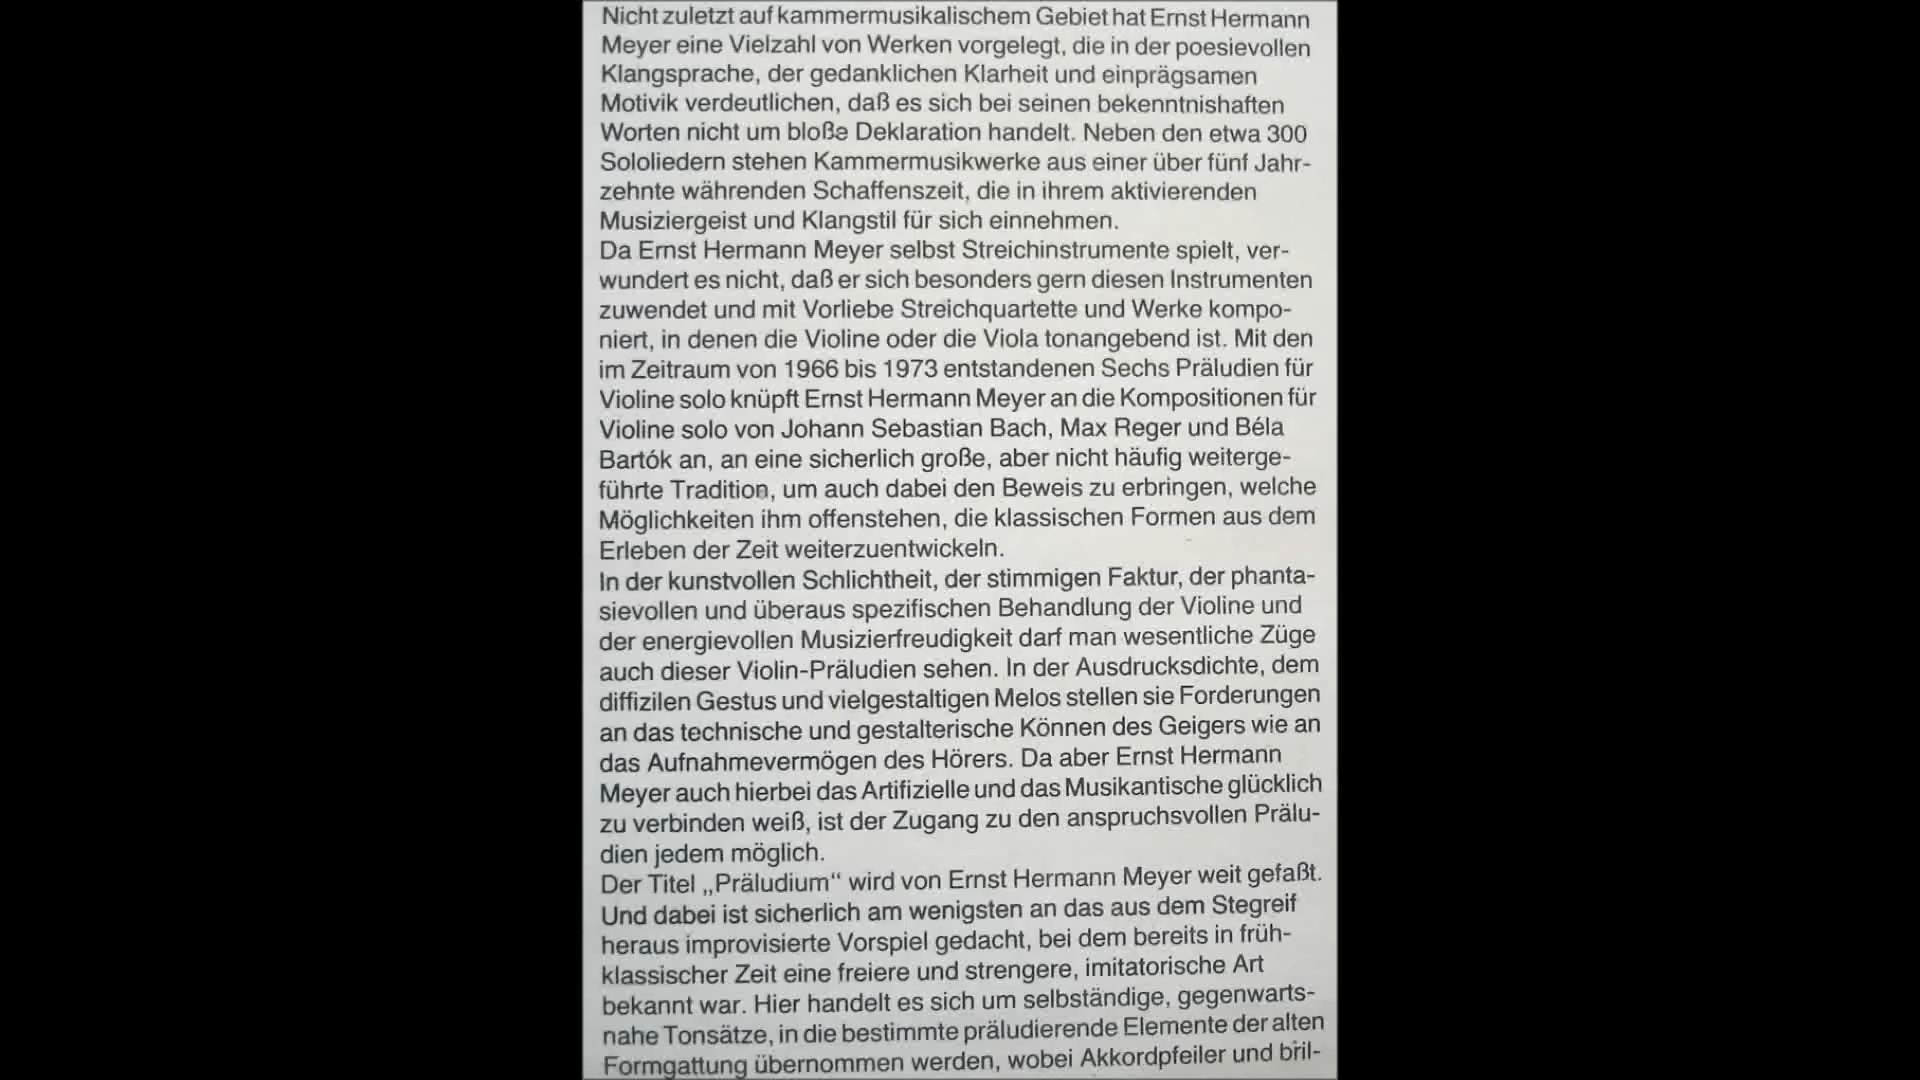 Nicht zuletzt auf kammermusikalischem Gebiet hat Ernst Hermann
Meyer eine Vielzahl von Werken vorgelegt, die in der poesievollen
Klangsprache, der gedanklichen Klarheit und einprägsamen
Motivik verdeutlichen, daß es sich bei seinen bekenntnishaften
Worten nicht um bloße Deklaration handelt. Neben den etwa 300
Sololiedern stehen Kammermusikwerke aus einer über fünf Jahr-
zehnte währenden Schaffenszeit, die in ihrem aktivierenden
Musiziergeist und Klangstil für sich einnehmen.
Da Ernst Hermann Meyer selbst Streichinstrumente spielt, ver-
wundert es nicht, daß er sich besonders gern diesen Instrumenten
zuwendet und mit Vorliebe Streichquartette und Werke kompo-
niert, in denen die Violine oder die Viola tonangebend ist. Mit den
im Zeitraum von 1966 bis 1973 entstandenen Sechs Präludien für
Violine solo knüpft Ernst Hermann Meyer an die Kompositionen für
Violine solo von Johann Sebastian Bach, Max Reger und Béla
Bartók an, an eine sicherlich große, aber nicht häufig weiterge-
führte Tradition, um auch dabei den Beweis zu erbringen, welche
Möglichkeiten ihm offenstehen, die klassischen Formen aus dem
Erleben der Zeit weiterzuentwickeln.
In der kunstvollen Schlichtheit, der stimmigen Faktur, der phanta-
sievollen und überaus spezifischen Behandlung der Violine und
der energievollen Musizierfreudigkeit darf man wesentliche Züge
auch dieser Violin-Präludien sehen. In der Ausdrucksdichte, dem
diffizilen Gestus und vielgestaltigen Melos stellen sie Forderungen
an das technische und gestalterische Können des Geigers wie an
das Aufnahmevermögen des Hörers. Da aber Ernst Hermann
Meyer auch hierbei das Artifizielle und das Musikantische glücklich
zu verbinden weiß, ist der Zugang zu den anspruchsvollen Prälu-
dien jedem möglich.
Der Titel „Präludium“ wird von Ernst Hermann Meyer weit gefaßt.
Und dabei ist sicherlich am wenigsten an das aus dem Stegreif
heraus improvisierte Vorspiel gedacht, bei dem bereits in früh-
klassischer Zeit eine freiere und strengere, imitatorische Art
bekannt war. Hier handelt es sich um selbständige, gegenwarts-
nahe Tonsätze, in die bestimmte präludierende Elemente der alten
Formgattung übernommen werden, wobei Akkordpfeiler und bril-